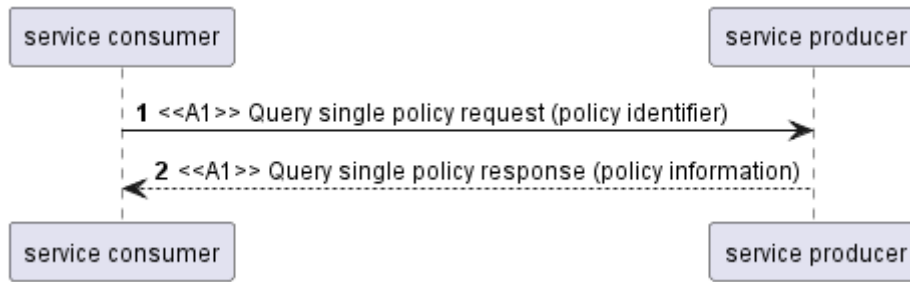 service consumer
service producer
1 <<A1>> Query single policy request (policy identifier)
2 <<A1>> Query single policy response (policy information)
service consumer
service producer